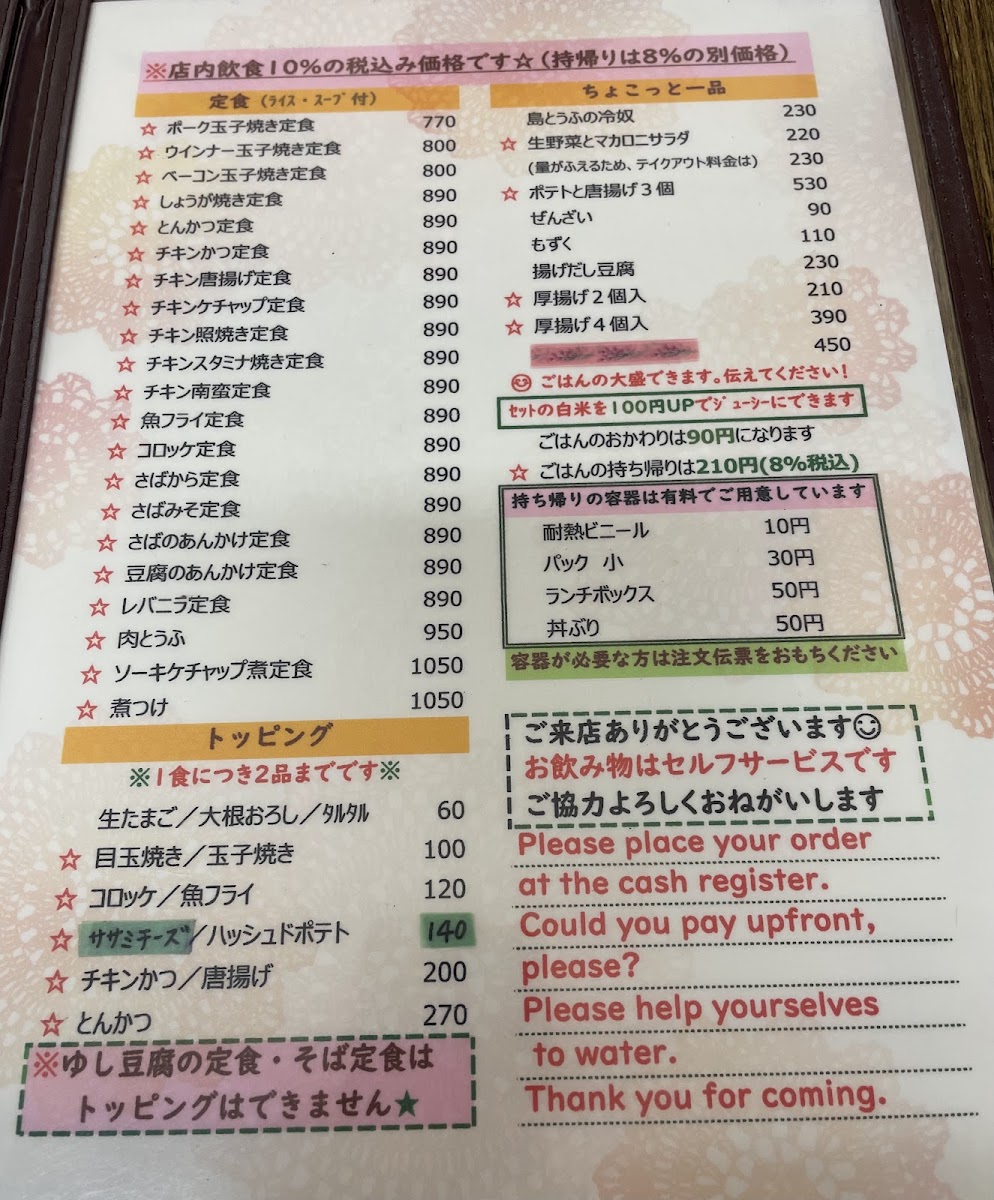 ※店内飲食10%の税込み価格です☆(持帰りは8%の別価格)
定食(ライス・スープ付)
☆ ポーク玉子焼き定食 770
☆ ウインナー玉子焼き定食 800
☆ ベーコン玉子焼き定食 800
☆ しょうが焼き定食 890
☆ とんかつ定食 890
☆ チキンかつ定食 890
☆ チキン唐揚げ定食 890
☆ チキンケチャップ定食 890
☆ チキン照焼き定食 890
☆ チキンスタミナ焼き定食 890
☆ チキン南蛮定食 890
☆ 魚フライ定食 890
☆ コロッケ定食 890
☆ さばから定食 890
☆ さばみそ定食 890
☆ さばのあんかけ定食 890
☆ 豆腐のあんかけ定食 890
☆ レバニラ定食 890
☆ 肉とうふ 950
☆ ソーキケチャップ煮定食 1050
☆ 煮つけ 1050
トッピング
※1食につき2品までです※
生たまご/大根おろし/タルタル 60
☆ 目玉焼き/玉子焼き 100
☆ コロッケ/魚フライ 120
☆ ササミチーズ/ハッシュドポテト 140
☆ チキンかつ/唐揚げ 200
☆ とんかつ 270
※ゆし豆腐の定食・そば定食は
トッピングはできません★
ちょこっと一品
島とうふの冷奴 230
☆ 生野菜とマカロニサラダ 220
(量がふえるため、テイクアウト料金は) 230
☆ ポテトと唐揚げ3個 530
ぜんざい 90
もずく 110
揚げだし豆腐 230
☆ 厚揚げ2個入 210
☆ 厚揚げ4個入 390
450
ごはんの大盛できます。伝えてください!
セットの白米を100円UPでジューシーにできます
ごはんのおかわりは90円になります
☆ ごはんの持ち帰りは210円(8%税込)
持ち帰りの容器は有料でご用意しています
耐熱ビニール 10円
パック 小 30円
ランチボックス 50円
丼ぶり 50円
容器が必要な方は注文伝票をおもちください
ご来店ありがとうございます☺
お飲み物はセルフサービスです
ご協力よろしくおねがいします
Please place your order
at the cash register.
Could you pay upfront,
please?
Please help yourselves
to water.
Thank you for coming.